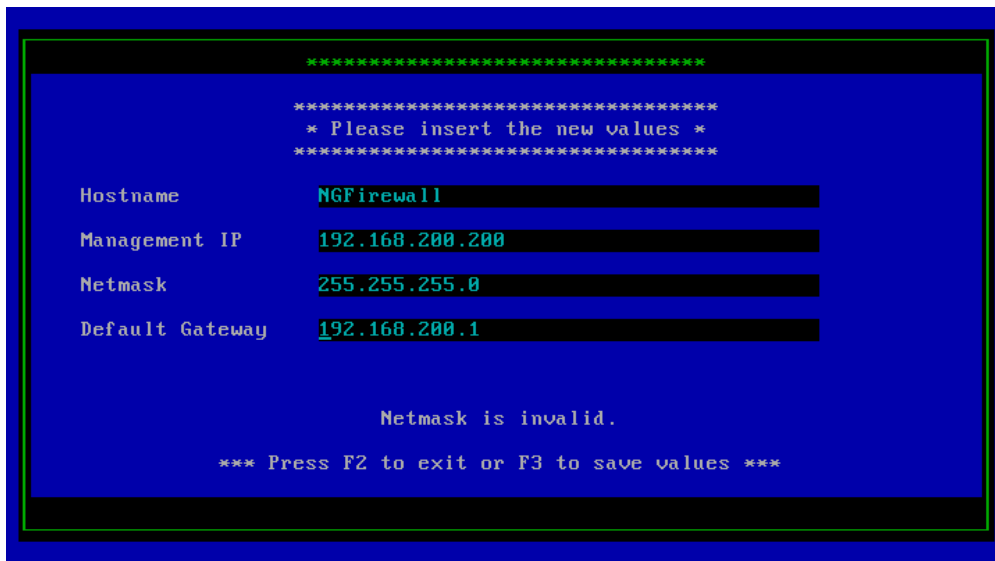 ********************************
**********************************
* Please insert the new values *
**********************************
Hostname NGFirewall
Management IP 192.168.200.200
Netmask 255.255.255.0
Default Gateway 192.168.200.1
Netmask is invalid.
*** Press F2 to exit or F3 to save values ***